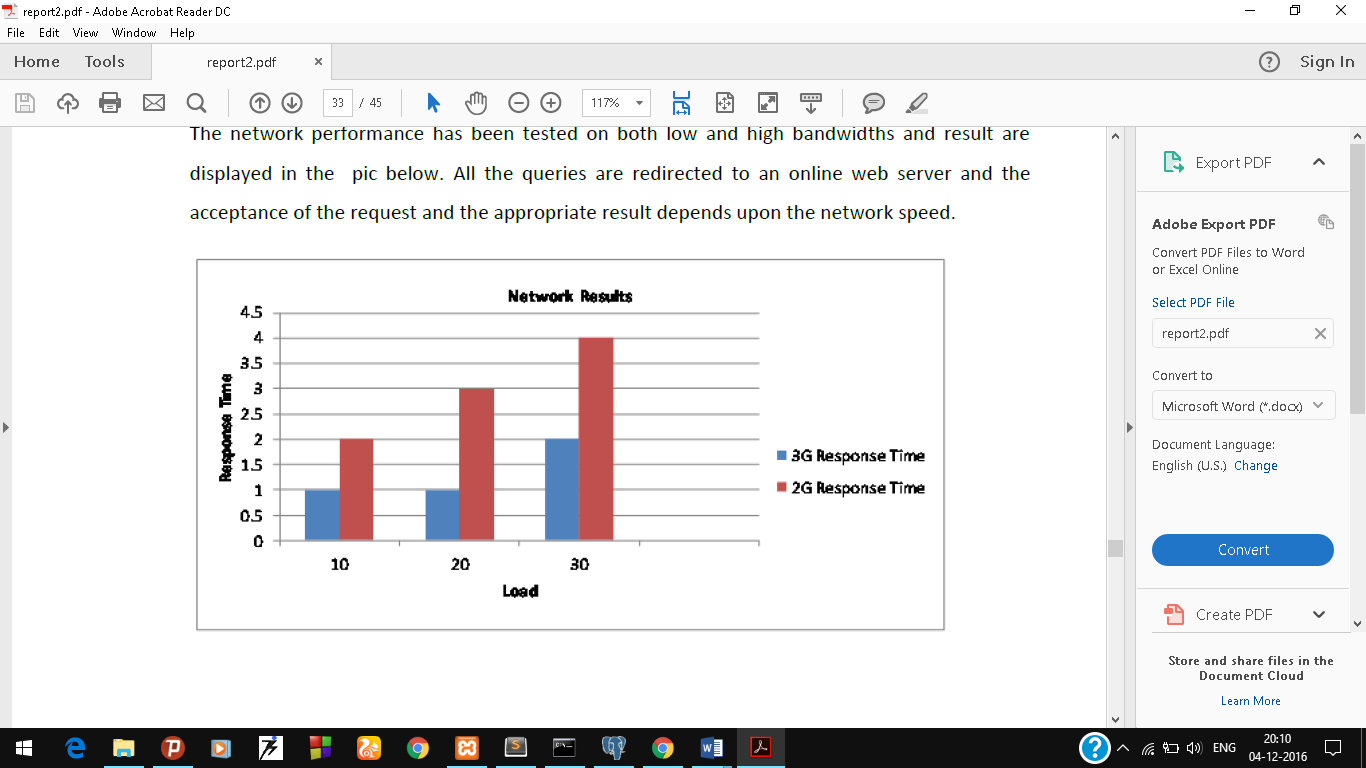 report2.pdf - Adobe Acrobat Reader DC
File Edit View Window Help
Home Tools report2.pdf × Sign In
33 / 45 117%
The network performance has been tested on both low and high bandwidths and result are
displayed in the pic below. All the queries are redirected to an online web server and the
acceptance of the request and the appropriate result depends upon the network speed.
Network Results
4.5
4
3.5
3
2.5
2
1.5
1
0.5
0
Response Time
10 20 30
Load
3G Response Time
2G Response Time
Export PDF
Adobe Export PDF
Convert PDF Files to Word
or Excel Online
Select PDF File
report2.pdf
Convert to
Microsoft Word (*.docx)
Document Language:
English (U.S.) Change
Convert
Create PDF
Store and share files in the
Document Cloud
Learn More
ENG
20:10
04-12-2016